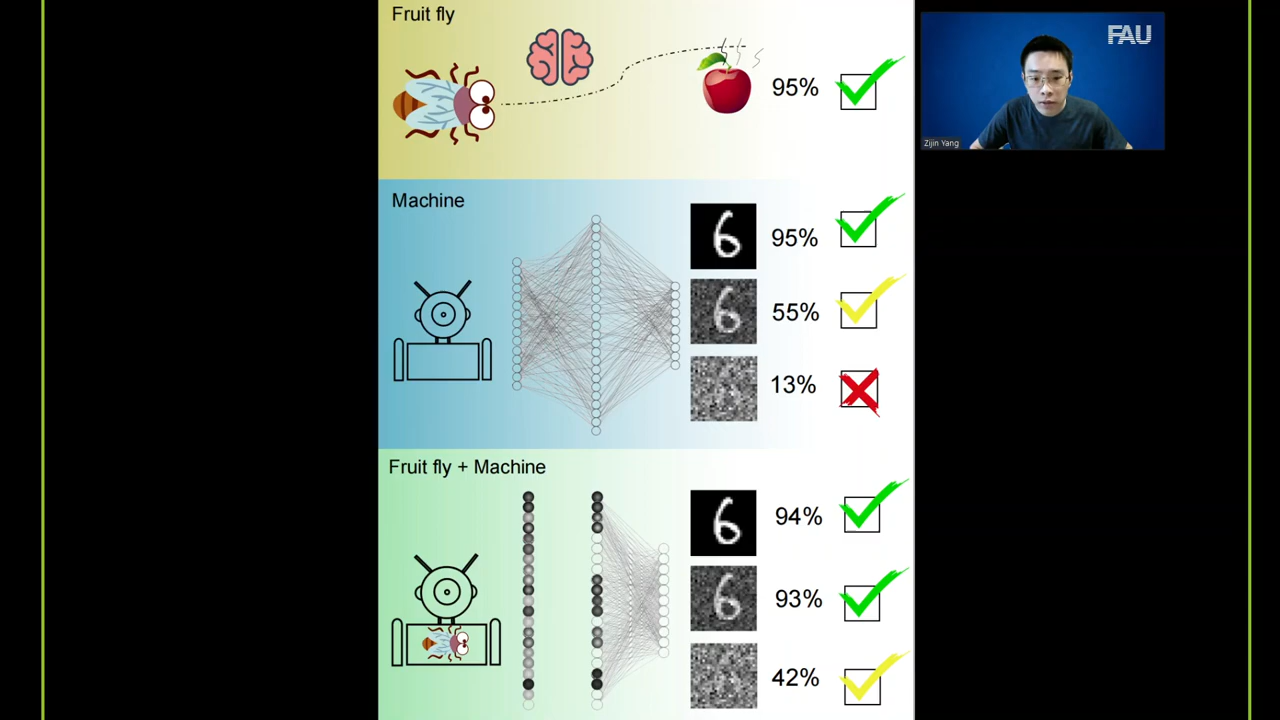 Fruit fly
95%
FAU
Zijin Yang
Machine
6
95%
6
55%
13%
Fruit fly + Machine
6
94%
6
93%
42%